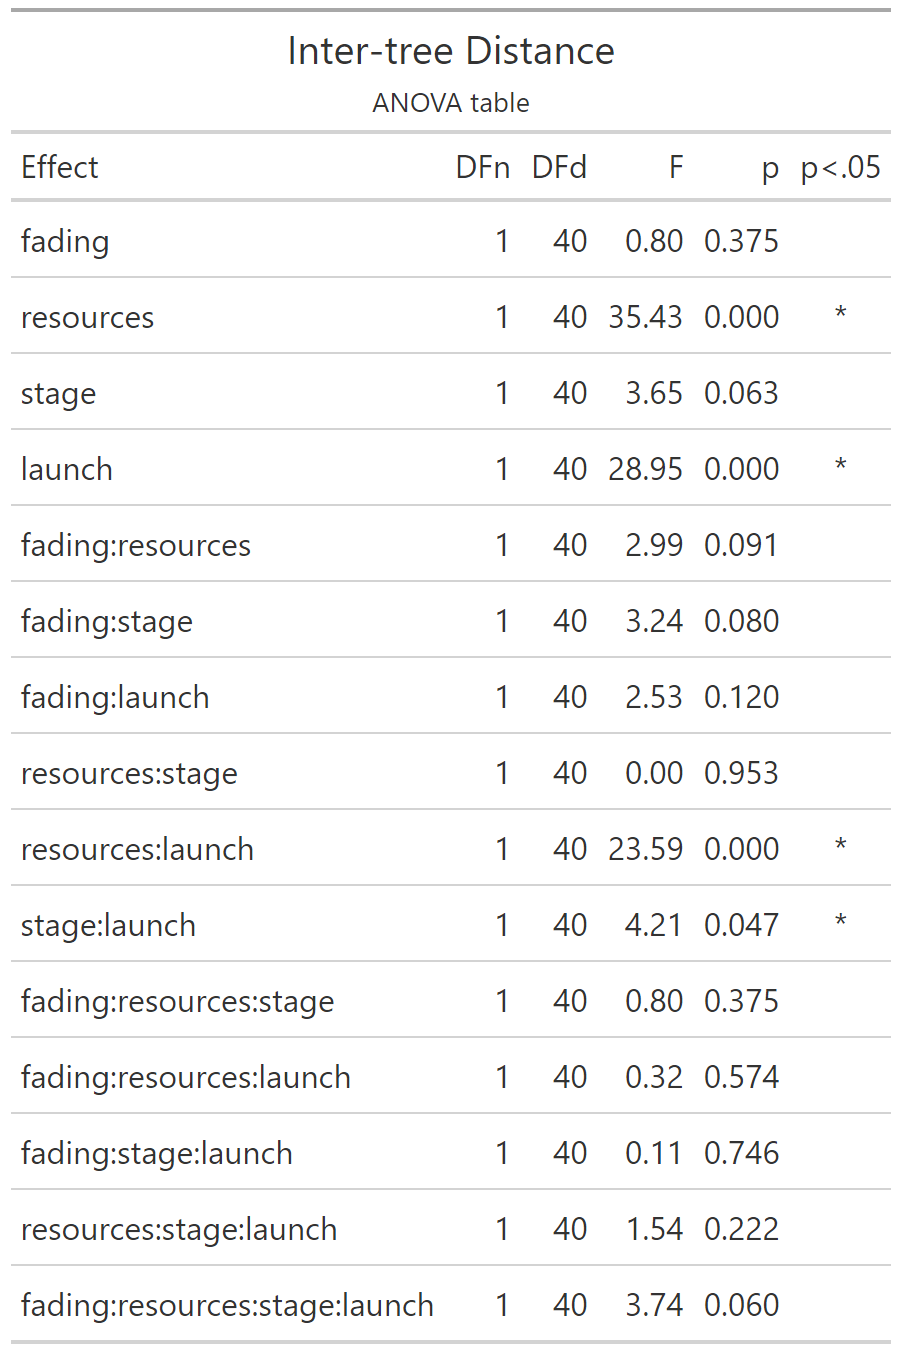 Inter-tree Distance
ANOVA table
Effect DFn DFd F p p<.05
fading 1 40 0.80 0.375
resources 1 40 35.43 0.000 *
stage 1 40 3.65 0.063
launch 1 40 28.95 0.000 *
fading:resources 1 40 2.99 0.091
fading:stage 1 40 3.24 0.080
fading:launch 1 40 2.53 0.120
resources:stage 1 40 0.00 0.953
resources:launch 1 40 23.59 0.000 *
stage:launch 1 40 4.21 0.047 *
fading:resources:stage 1 40 0.80 0.375
fading:resources:launch 1 40 0.32 0.574
fading:stage:launch 1 40 0.11 0.746
resources:stage:launch 1 40 1.54 0.222
fading:resources:stage:launch 1 40 3.74 0.060